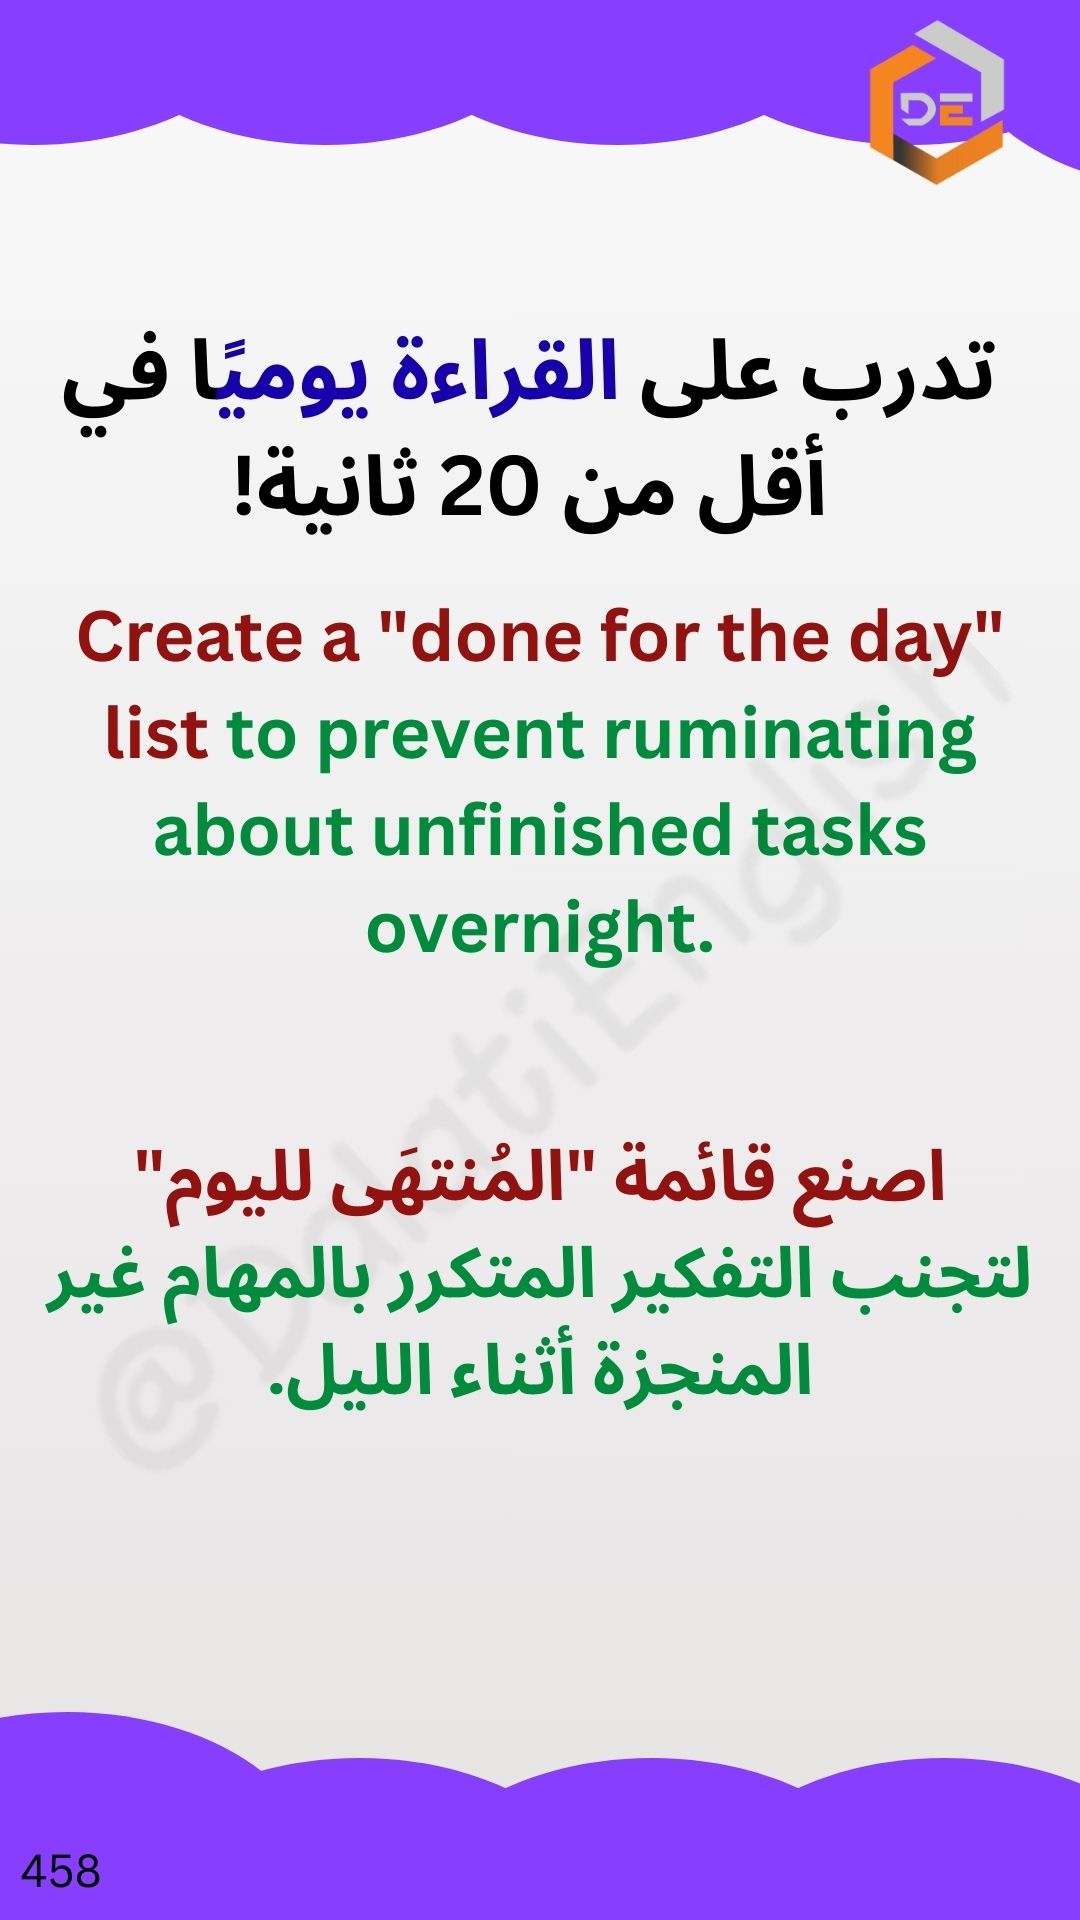 DE
تدرب على القراءة يوميًا في
أقل من 20 ثانية!
Create a "done for the day"
list to prevent ruminating
about unfinished tasks
overnight.
@DalatiEnglish
اصنع قائمة "المُنتهَى لليوم"
لتجنب التفكير المتكرر بالمهام غير
المنجزة أثناء الليل.
458